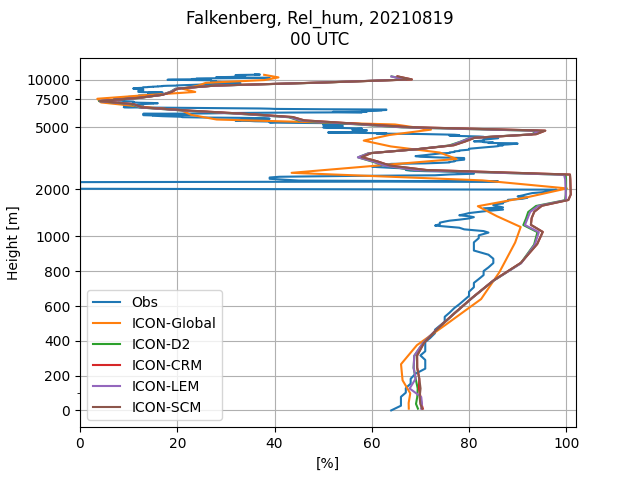 Falkenberg, Rel_hum, 20210819
00 UTC
10000
7500
5000
2000
1000
800
600
400
200
0
Height [m]
Obs
ICON-Global
ICON-D2
ICON-CRM
ICON-LEM
ICON-SCM
0 20 40 60 80 100
[%]